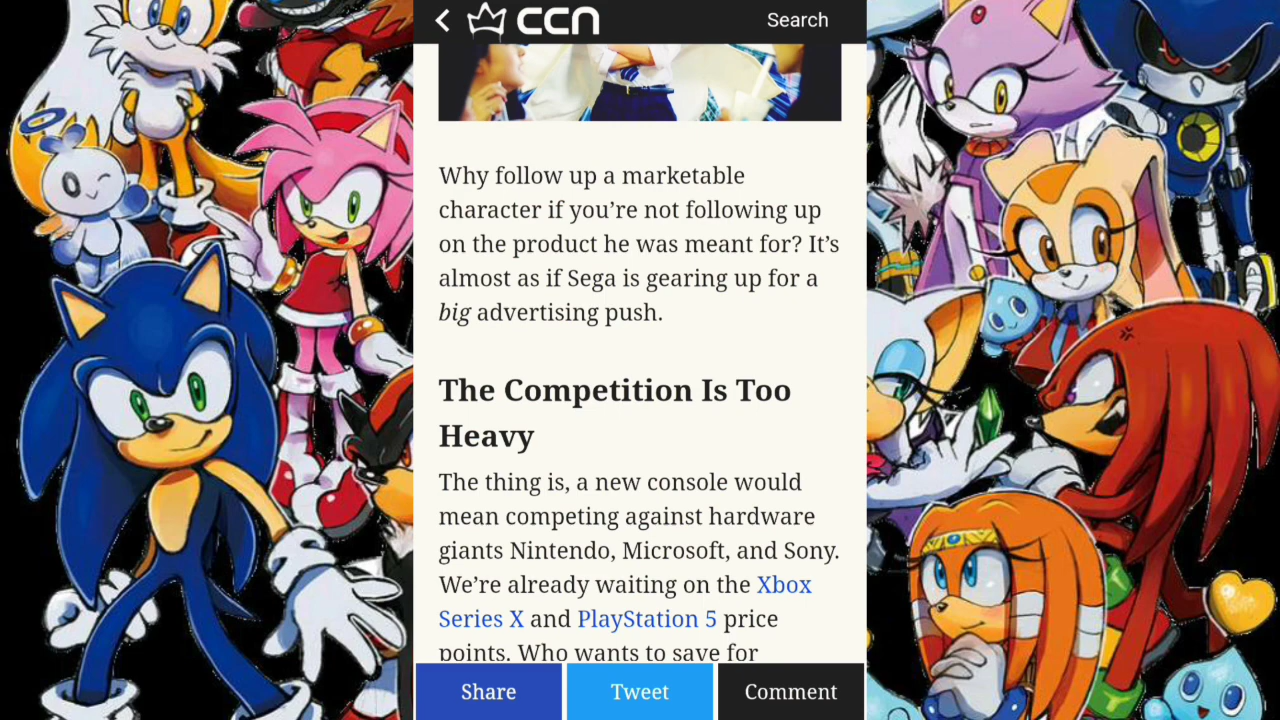 CCN
Search
Why follow up a marketable
character if you’re not following up
on the product he was meant for? It’s
almost as if Sega is gearing up for a
big advertising push.
The Competition Is Too
Heavy
The thing is, a new console would
mean competing against hardware
giants Nintendo, Microsoft, and Sony.
We’re already waiting on the Xbox
Series X and PlayStation 5 price
points. Who wants to save for
Share
Tweet
Comment